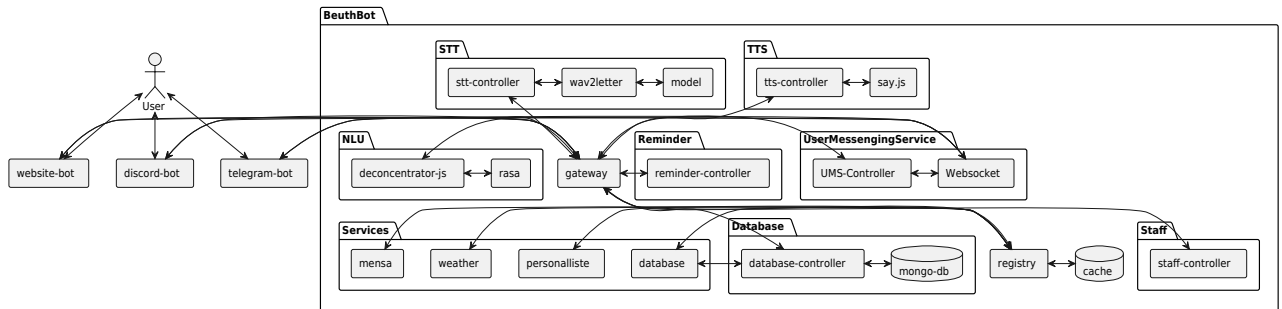 BeuthBot
STT
TTS
stt-controller
wav2letter
model
tts-controller
say.js
User
NLU
Reminder
UserMessengingService
website-bot
discord-bot
telegram-bot
deconcentrator-js
rasa
gateway
reminder-controller
UMS-Controller
Websocket
Services
Database
Staff
mensa
weather
personalliste
database
database-controller
mongo-db
registry
cache
staff-controller